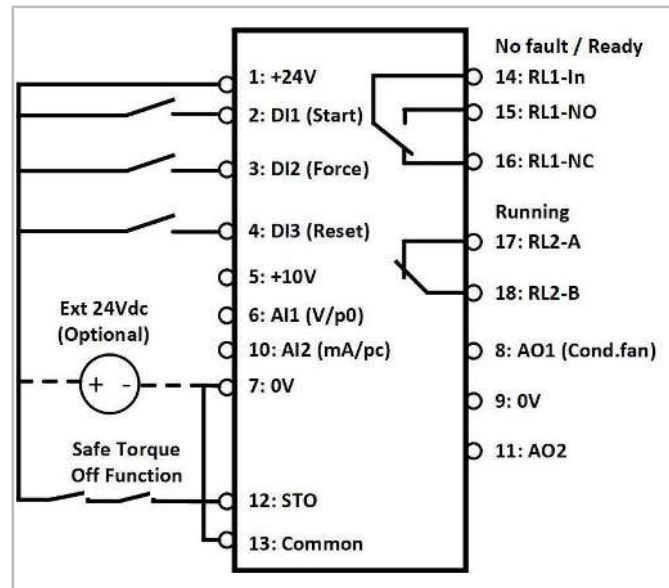 1: +24V
2: DI1 (Start)
3: DI2 (Force)
4: DI3 (Reset)
5: +10V
6: AI1 (V/p0)
10: AI2 (mA/pc)
7: 0V
12: STO
13: Common
Ext 24Vdc
(Optional)
+ -
Safe Torque
Off Function
No fault / Ready
14: RL1-In
15: RL1-NO
16: RL1-NC
Running
17: RL2-A
18: RL2-B
8: AO1 (Cond.fan)
9: 0V
11: AO2